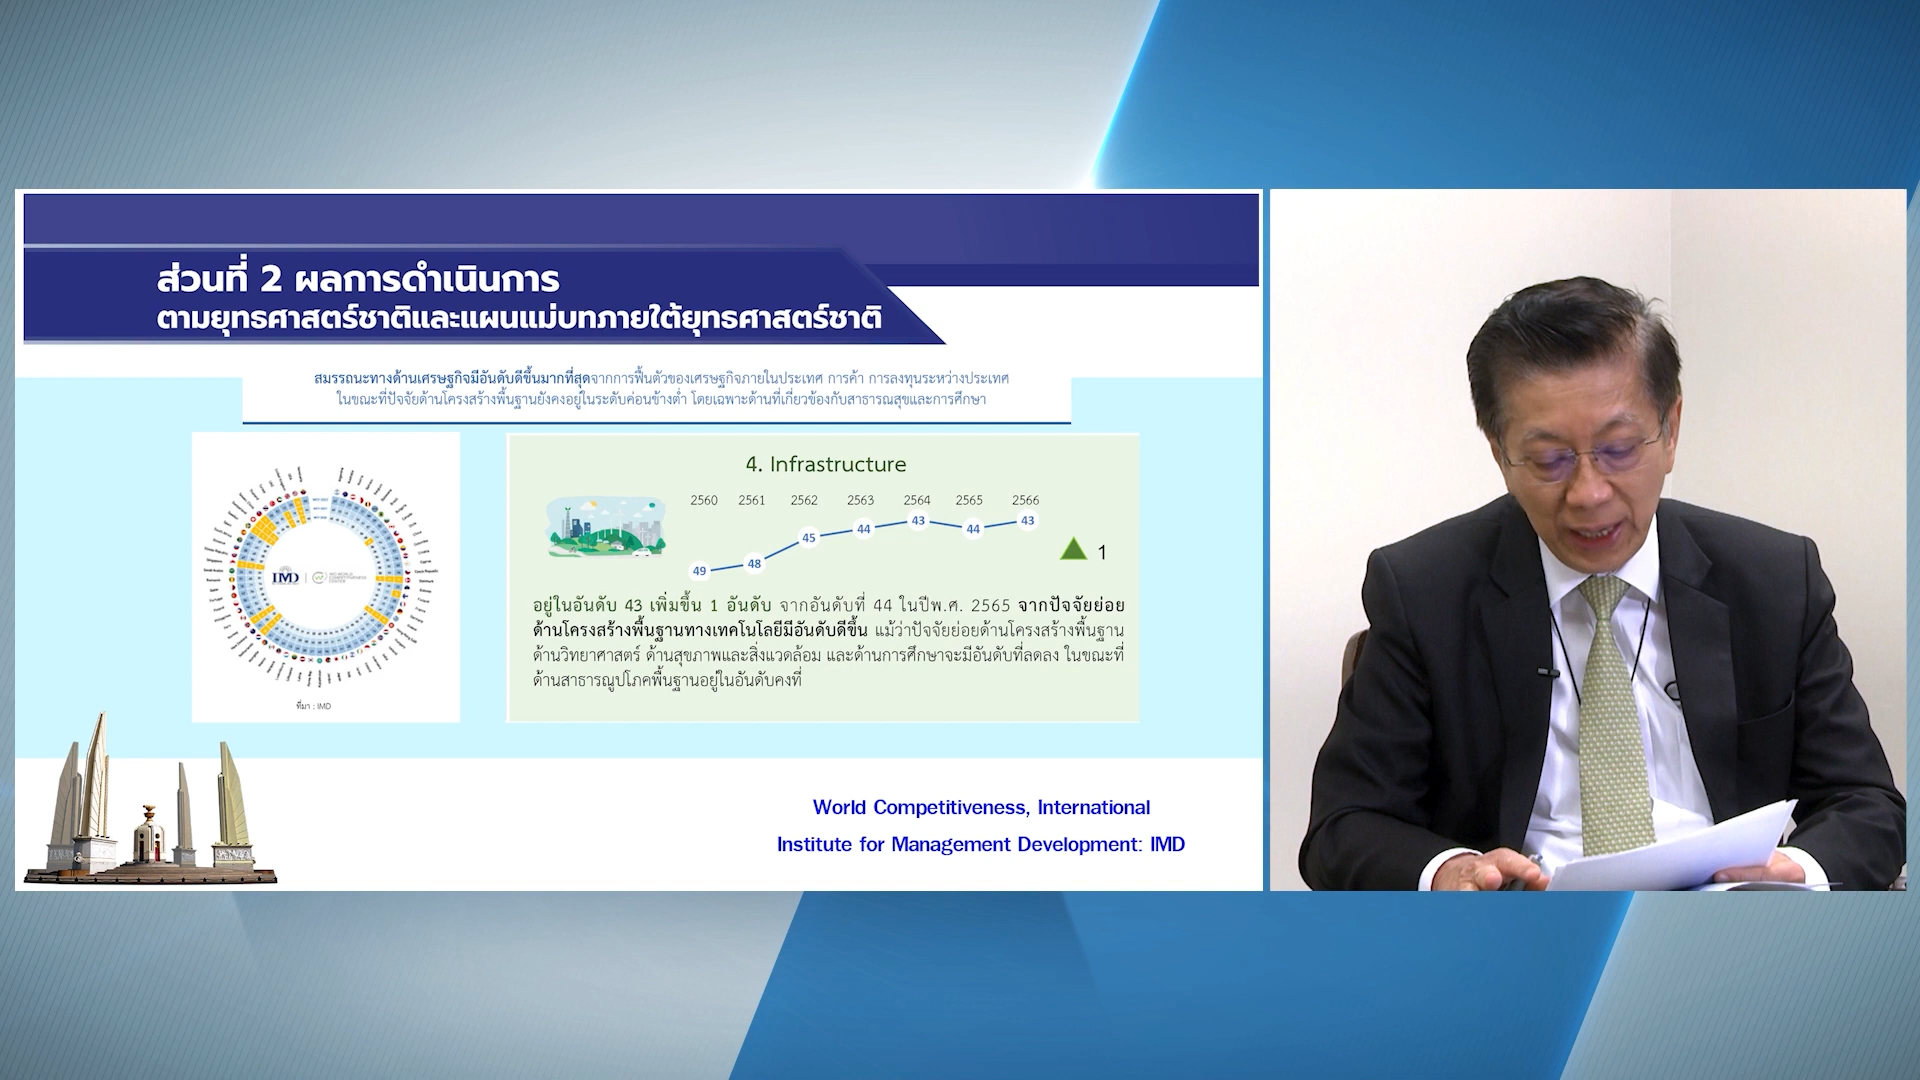 ส่วนที่ 2 ผลการดำเนินการ
ตามยุทธศาสตร์ชาติและแผนแม่บทภายใต้ยุทธศาสตร์ชาติ
สมรรถนะทางด้านเศรษฐกิจมีอันดับดีขึ้นมากที่สุดจากการฟื้นตัวของเศรษฐกิจภายในประเทศ การค้า การลงทุนระหว่างประเทศ
ในขณะที่ปัจจัยด้านโครงสร้างพื้นฐานยังคงอยู่ในระดับค่อนข้างต่ำ โดยเฉพาะด้านที่เกี่ยวข้องกับสาธารณสุขและการศึกษา
IMD
IMD WORLD
COMPETITIVENESS
CENTER
ที่มา : IMD
4. Infrastructure
2560 2561 2562 2563 2564 2565 2566
49 48 45 44 43 44 43
1
อยู่ในอันดับ 43 เพิ่มขึ้น 1 อันดับ จากอันดับที่ 44 ในปีพ.ศ. 2565 จากปัจจัยย่อย
ด้านโครงสร้างพื้นฐานทางเทคโนโลยีมีอันดับดีขึ้น แม้ว่าปัจจัยย่อยด้านโครงสร้างพื้นฐาน
ด้านวิทยาศาสตร์ ด้านสุขภาพและสิ่งแวดล้อม และด้านการศึกษาจะมีอันดับที่ลดลง ในขณะที่
ด้านสาธารณูปโภคพื้นฐานอยู่ในอันดับคงที่
World Competitiveness, International
Institute for Management Development: IMD